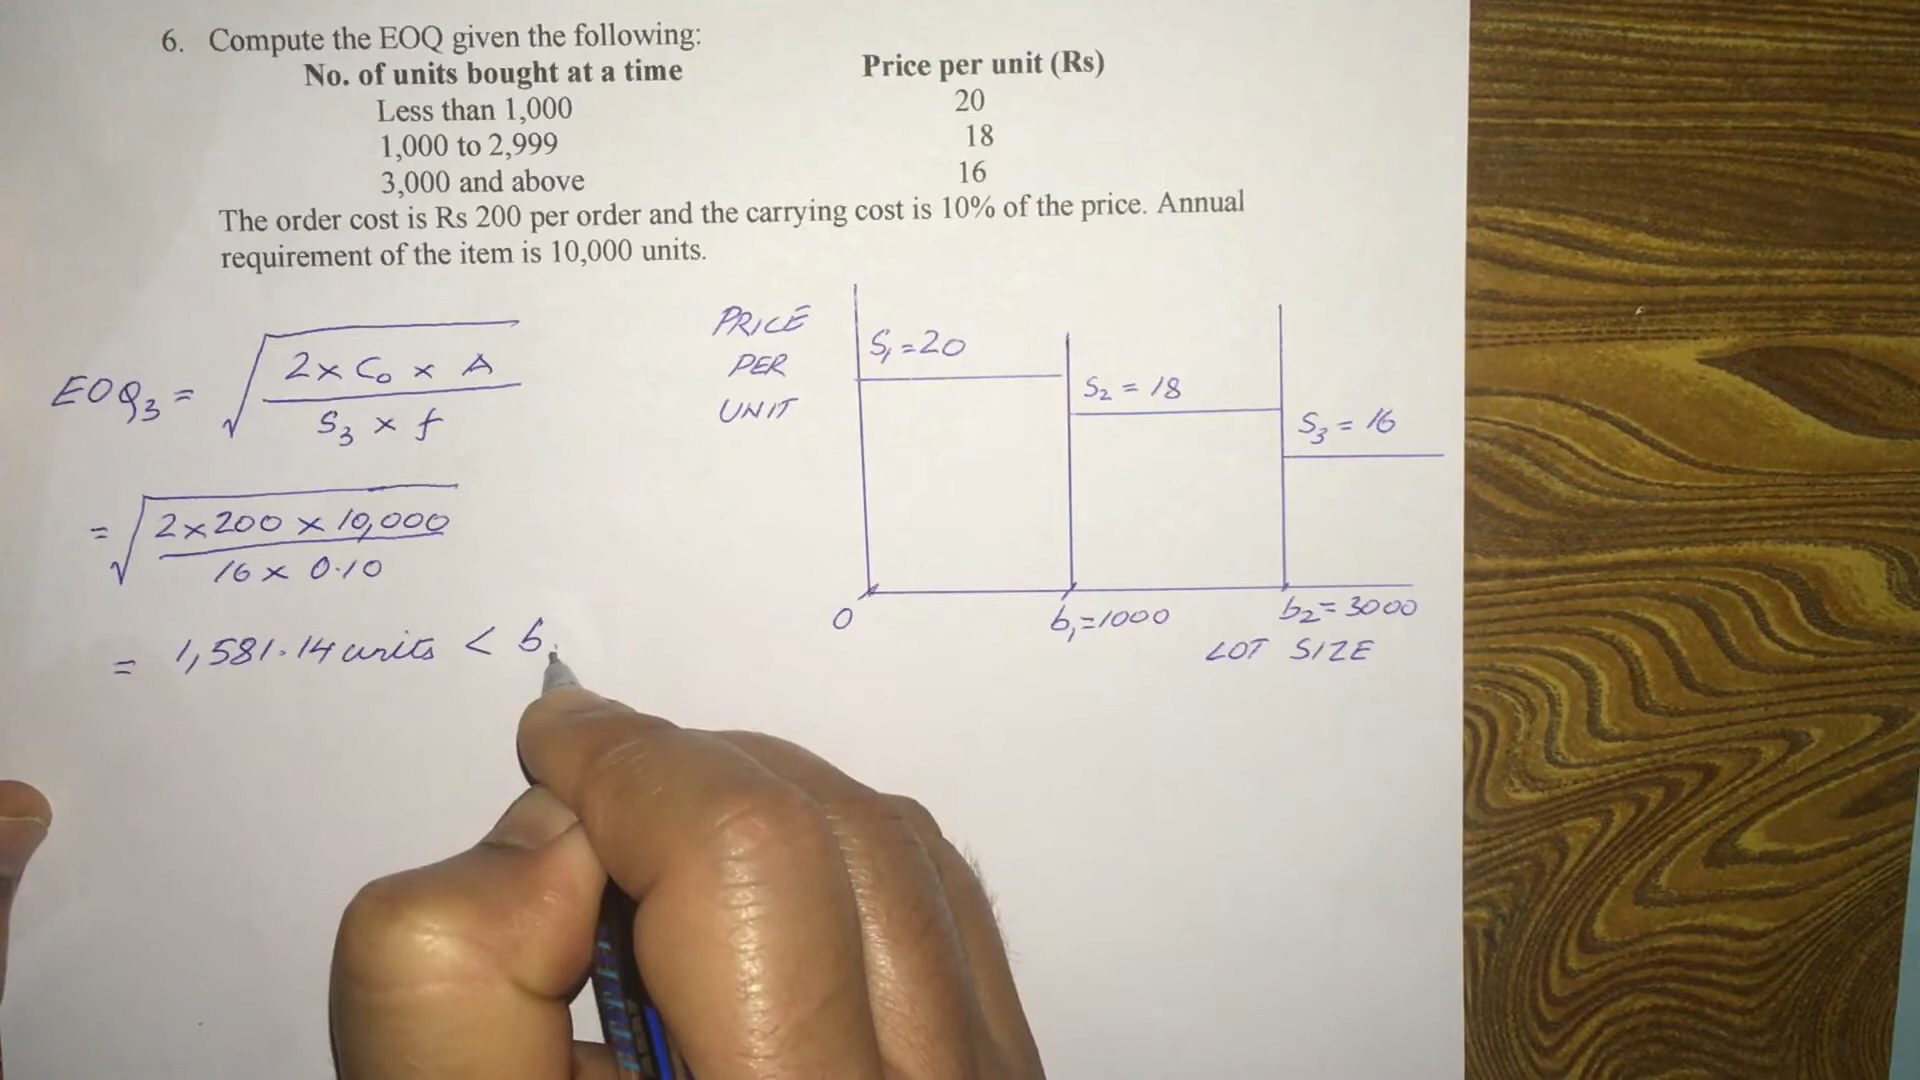 6. Compute the EOQ given the following:
No. of units bought at a time Price per unit (Rs)
Less than 1,000 20
1,000 to 2,999 18
3,000 and above 16
The order cost is Rs 200 per order and the carrying cost is 10% of the price. Annual
requirement of the item is 10,000 units.
EOQ₃ = √ 2 × C₀ × A
S₃ × f
= √ 2 × 200 × 10,000
16 × 0.10
= 1,581.14 units < b
PRICE
PER
UNIT
S₁ = 20
S₂ = 18
S₃ = 16
0
b₁ = 1000
b₂ = 3000
LOT SIZE